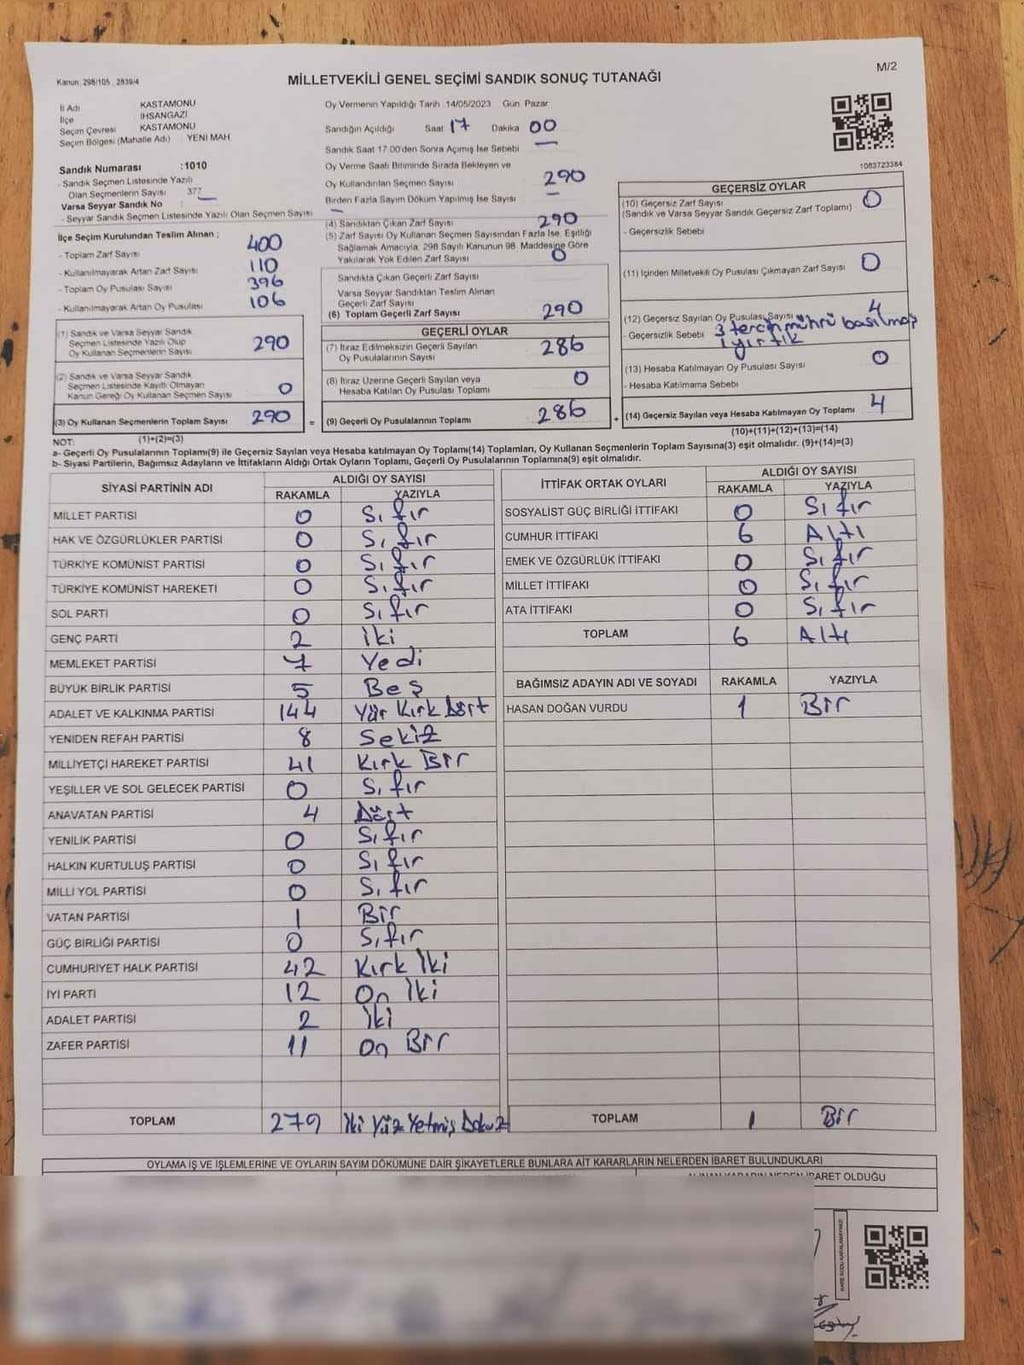 Kanun: 298/105, 2839/4
MİLLETVEKİLİ GENEL SEÇİMİ SANDIK SONUÇ TUTANAĞI
M/2
İl Adı KASTAMONU
İlçe İHSANGAZİ
Seçim Çevresi KASTAMONU
Seçim Bölgesi (Mahalle Adı) : YENİ MAH
Sandık Numarası :1010
- Sandık Seçmen Listesinde Yazılı
Olan Seçmenlerin Sayısı 377
Varsa Seyyar Sandık No :
- Seyyar Sandık Seçmen Listesinde Yazılı Olan Seçmen Sayısı
İlçe Seçim Kurulundan Teslim Alınan ;
- Toplam Zarf Sayısı 400
- Kullanılmayarak Artan Zarf Sayısı 110
- Toplam Oy Pusulası Sayısı 396
- Kullanılmayarak Artan Oy Pusulası 106
(1) Sandık ve Varsa Seyyar Sandık
Seçmen Listesinde Yazılı Olup
Oy Kullanan Seçmenlerin Sayısı 290
(2) Sandık ve Varsa Seyyar Sandık
Seçmen Listesinde Kayıtlı Olmayan
Kanun Gereği Oy Kullanan Seçmen Sayısı 0
(3) Oy Kullanan Seçmenlerin Toplam Sayısı 290
(1)+(2)=(3)
Oy Vermenin Yapıldığı Tarih :14/05/2023 Gün Pazar
Sandığın Açıldığı Saat 17 Dakika 00
Sandık Saat 17.00'den Sonra Açılmış İse Sebebi —
Oy Verme Saati Bitiminde Sırada Bekleyen ve
Oy Kullandırılan Seçmen Sayısı 290
Birden Fazla Sayım Döküm Yapılmış İse Sayısı —
(4) Sandıktan Çıkan Zarf Sayısı 290
(5) Zarf Sayısı Oy Kullanan Seçmen Sayısından Fazla İse, Eşitliği
Sağlamak Amacıyla, 298 Sayılı Kanunun 98. Maddesine Göre
Yakılarak Yok Edilen Zarf Sayısı 0
Sandıkta Çıkan Geçerli Zarf Sayısı
Varsa Seyyar Sandıktan Teslim Alınan
Geçerli Zarf Sayısı
(6) Toplam Geçerli Zarf Sayısı 290
GEÇERLİ OYLAR
(7) İtiraz Edilmeksizin Geçerli Sayılan
Oy Pusulalarının Sayısı 286
(8) İtiraz Üzerine Geçerli Sayılan veya
Hesaba Katılan Oy Pusulası Toplamı 0
= (9) Geçerli Oy Pusulalarının Toplamı 286
1083723384
GEÇERSİZ OYLAR
(10) Geçersiz Zarf Sayısı 0
(Sandık ve Varsa Seyyar Sandık Geçersiz Zarf Toplamı)
- Geçersizlik Sebebi
(11) İçinden Milletvekili Oy Pusulası Çıkmayan Zarf Sayısı 0
(12) Geçersiz Sayılan Oy Pusulası Sayısı 4
- Geçersizlik Sebebi 3 tercih mührü basılmış
1 yırtık
(13) Hesaba Katılmayan Oy Pusulası Sayısı 0
- Hesaba Katılmama Sebebi
+ (14) Geçersiz Sayılan veya Hesaba Katılmayan Oy Toplamı 4
(10)+(11)+(12)+(13)=(14)
NOT:
a- Geçerli Oy Pusulalarının Toplamı(9) ile Geçersiz Sayılan veya Hesaba katılmayan Oy Toplamı(14) Toplamları, Oy Kullanan Seçmenlerin Toplam Sayısına(3) eşit olmalıdır. (9)+(14)=(3)
b- Siyasi Partilerin, Bağımsız Adayların ve İttifakların Aldığı Ortak Oyların Toplamı, Geçerli Oy Pusulalarının Toplamına(9) eşit olmalıdır.
SİYASİ PARTİNİN ADI ALDIĞI OY SAYISI
RAKAMLA YAZIYLA
MİLLET PARTİSİ 0 Sıfır
HAK VE ÖZGÜRLÜKLER PARTİSİ 0 Sıfır
TÜRKİYE KOMÜNİST PARTİSİ 0 Sıfır
TÜRKİYE KOMÜNİST HAREKETİ 0 Sıfır
SOL PARTİ 0 Sıfır
GENÇ PARTİ 2 İki
MEMLEKET PARTİSİ 7 Yedi
BÜYÜK BİRLİK PARTİSİ 5 Beş
ADALET VE KALKINMA PARTİSİ 144 Yüz Kırk Dört
YENİDEN REFAH PARTİSİ 8 Sekiz
MİLLİYETÇİ HAREKET PARTİSİ 41 Kırk Bir
YEŞİLLER VE SOL GELECEK PARTİSİ 0 Sıfır
ANAVATAN PARTİSİ 4 Dört
YENİLİK PARTİSİ 0 Sıfır
HALKIN KURTULUŞ PARTİSİ 0 Sıfır
MİLLİ YOL PARTİSİ 0 Sıfır
VATAN PARTİSİ 1 Bir
GÜÇ BİRLİĞİ PARTİSİ 0 Sıfır
CUMHURİYET HALK PARTİSİ 42 Kırk İki
İYİ PARTİ 12 On İki
ADALET PARTİSİ 2 İki
ZAFER PARTİSİ 11 On Bir
TOPLAM 279 İki Yüz Yetmiş Dokuz
İTTİFAK ORTAK OYLARI ALDIĞI OY SAYISI
RAKAMLA YAZIYLA
SOSYALİST GÜÇ BİRLİĞİ İTTİFAKI 0 Sıfır
CUMHUR İTTİFAKI 6 Altı
EMEK VE ÖZGÜRLÜK İTTİFAKI 0 Sıfır
MİLLET İTTİFAKI 0 Sıfır
ATA İTTİFAKI 0 Sıfır
TOPLAM 6 Altı
BAĞIMSIZ ADAYIN ADI VE SOYADI RAKAMLA YAZIYLA
HASAN DOĞAN VURDU 1 Bir
TOPLAM 1 Bir
OYLAMA İŞ VE İŞLEMLERİNE VE OYLARIN SAYIM DÖKÜMÜNE DAİR ŞİKAYETLERLE BUNLARA AİT KARARLARIN NELERDEN İBARET BULUNDUKLARI
ALINAN KARARIN NEDEN İBARET OLDUĞU